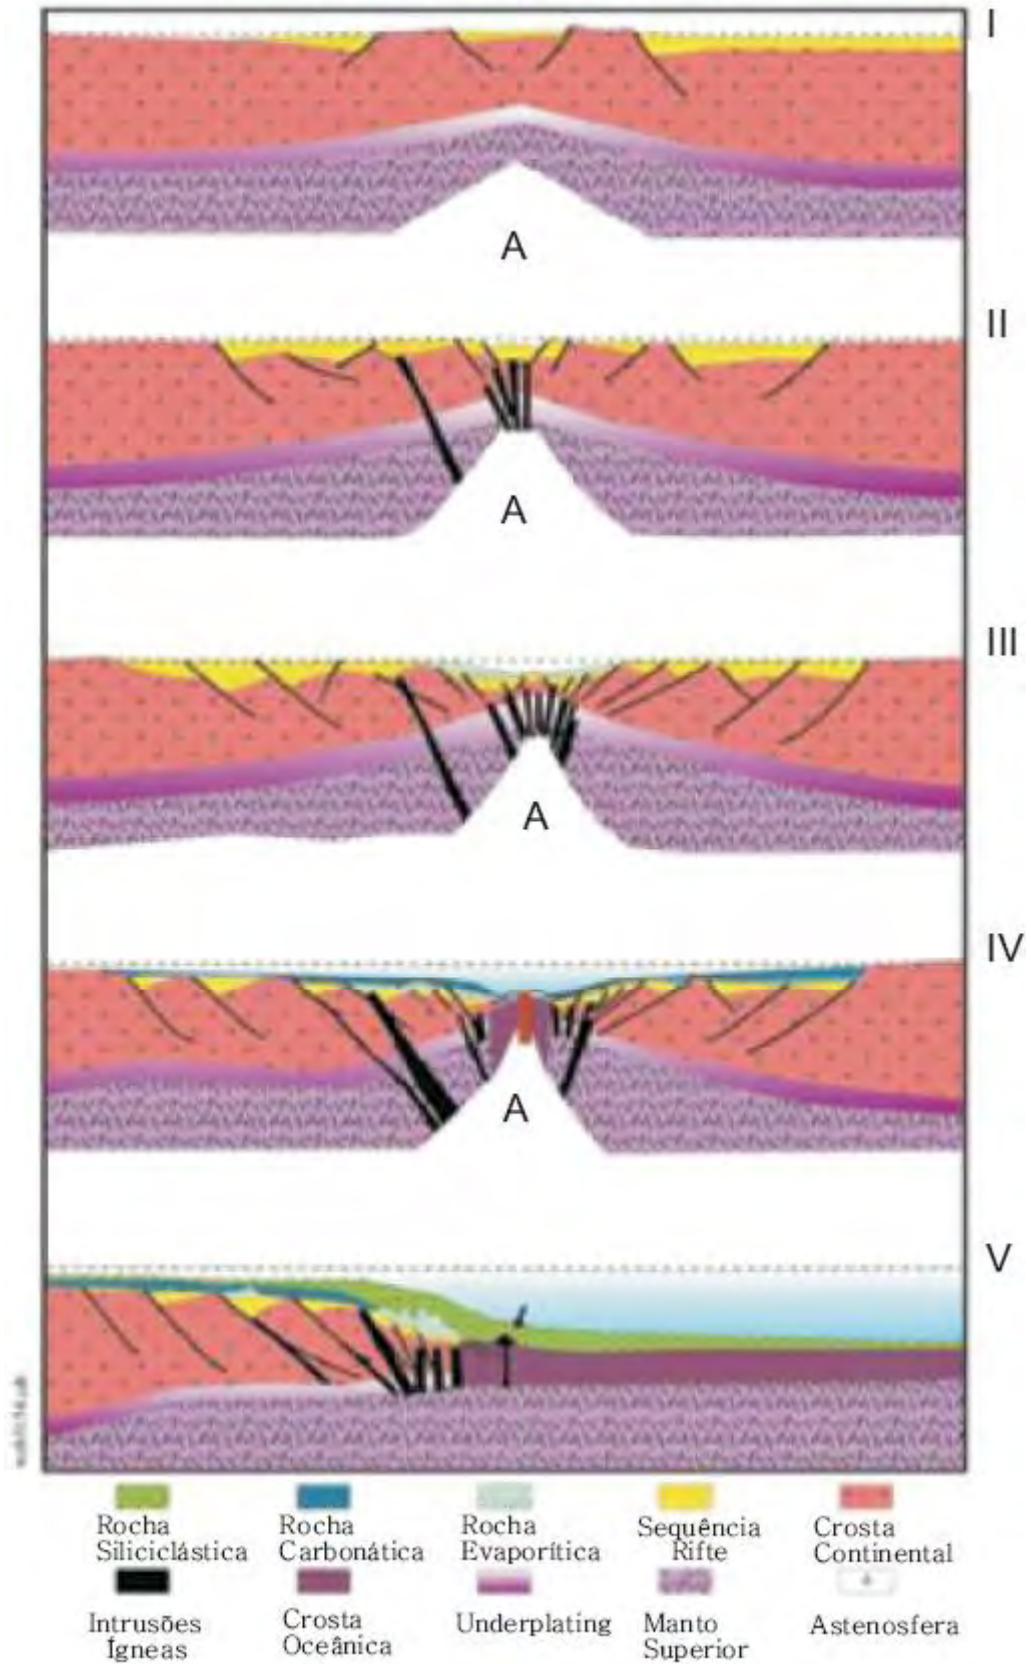 I
A
II
A
III
A
IV
A
V
Rocha
Siliciclástica
Rocha
Carbonática
Rocha
Evaporítica
Sequência
Rifte
Crosta
Continental
Intrusões
Ígneas
Crosta
Oceânica
Underplating
Manto
Superior
Astenosfera